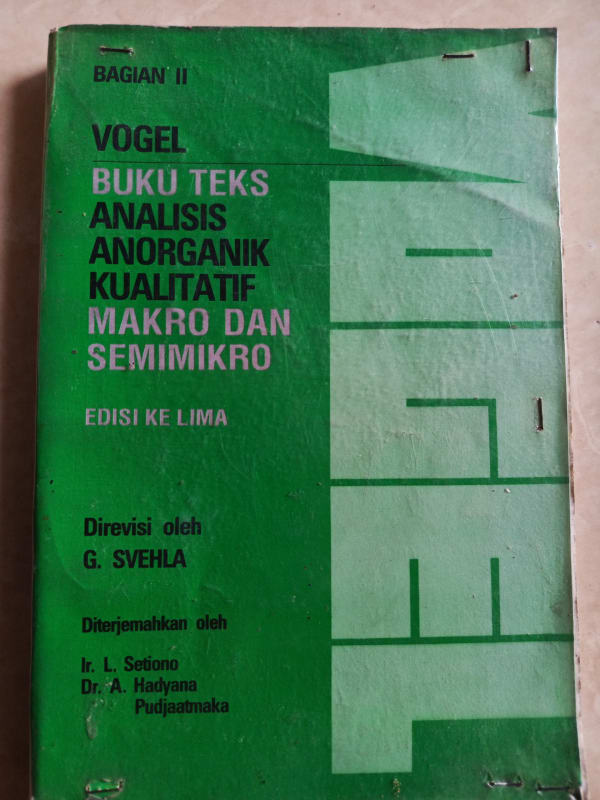 BAGIAN II
VOGEL
BUKU TEKS
ANALISIS
ANORGANIK
KUALITATIF
MAKRO DAN
SEMIMIKRO
EDISI KE LIMA
Direvisi oleh
G. SVEHLA
Diterjemahkan oleh
Ir. L. Setiono
Dr. A. Hadyana
Pudjaatmaka
VOGEL